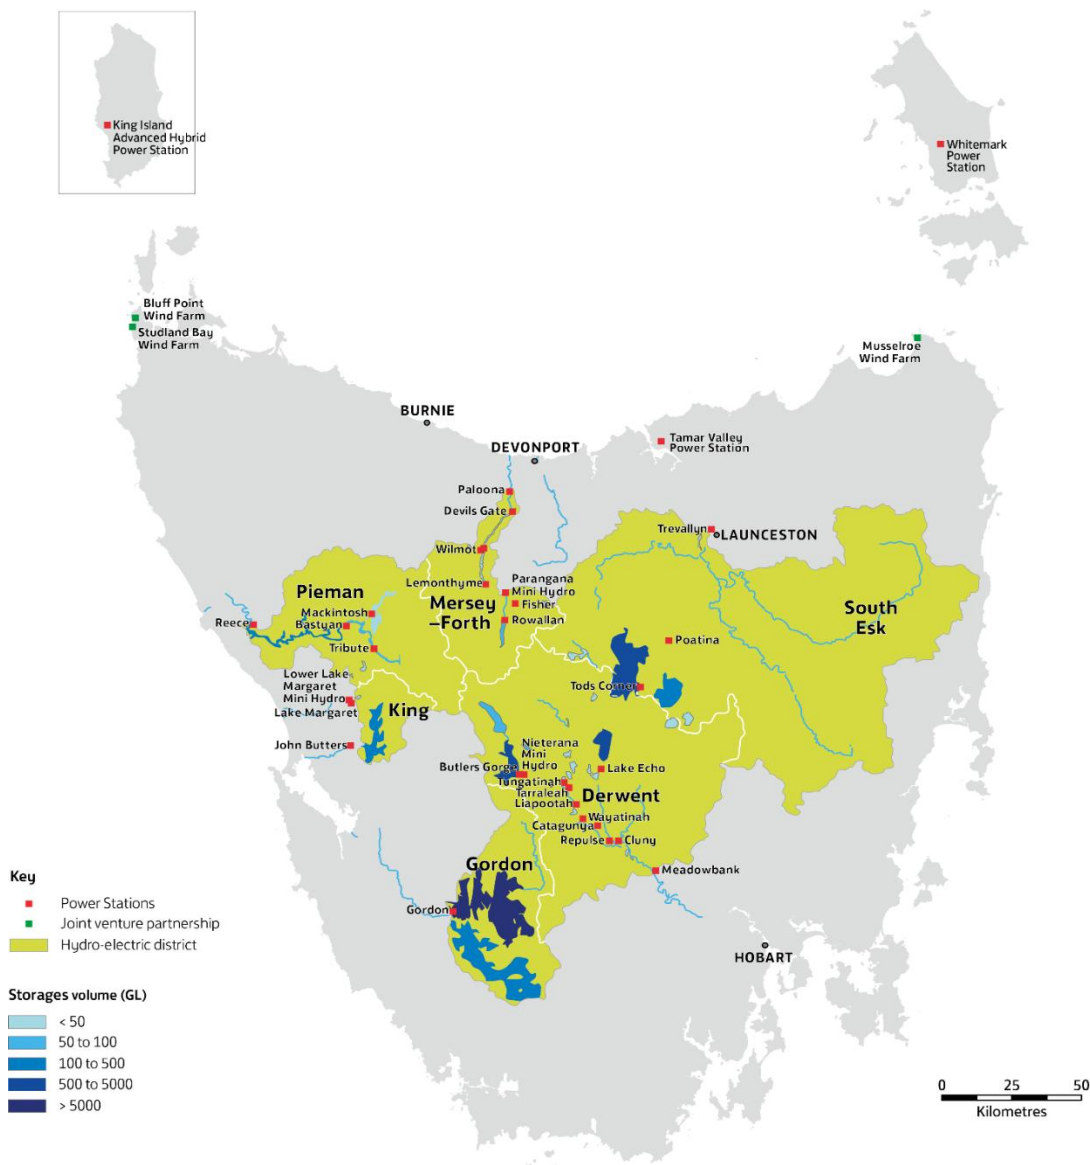 King Island
Advanced Hybrid
Power Station
Whitemark
Power
Station
Bluff Point
Wind Farm
Studland Bay
Wind Farm
Musselroe
Wind Farm
BURNIE
DEVONPORT
Tamar Valley
Power Station
Paloona
Devils Gate
Trevallyn
LAUNCESTON
Wilmot
Lemonthyme
Parangana
Mini Hydro
Pieman
Mersey
–Forth
Fisher
Rowallan
South
Esk
Mackintosh
Reece
Bastyan
Tribute
Poatina
Lower Lake
Margaret
Mini Hydro
Lake Margaret
King
Tods Corner
John Butters
Nieterana
Mini
Hydro
Butlers Gorge
Lake Echo
Tungatinah
Tarraleah
Liapootah
Derwent
Wayatinah
Catagunya
Repulse
Cluny
Gordon
Meadowbank
Gordon
HOBART
Key
Power Stations
Joint venture partnership
Hydro-electric district
Storages volume (GL)
< 50
50 to 100
100 to 500
500 to 5000
> 5000
0 25 50
Kilometres